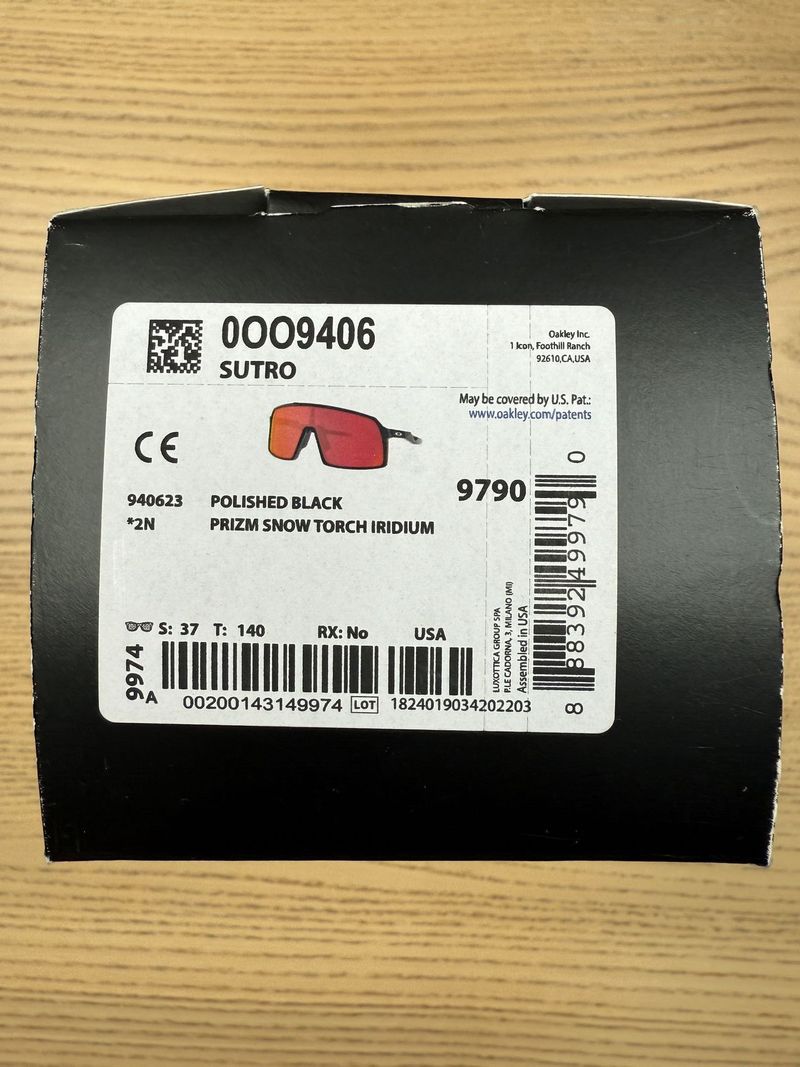 0OO9406
SUTRO
Oakley Inc.
1 Icon, Foothill Ranch
92610,CA,USA
May be covered by U.S. Pat.:
www.oakley.com/patents
CE
940623 POLISHED BLACK
*2N PRIZM SNOW TORCH IRIDIUM
9790
S: 37 T: 140 RX: No USA
9974
A
00200143149974 LOT 1824019034202203
LUXOTTICA GROUP SPA
P.LE CADORNA, 3, MILANO (MI)
Assembled in USA
8 88392 49979 0